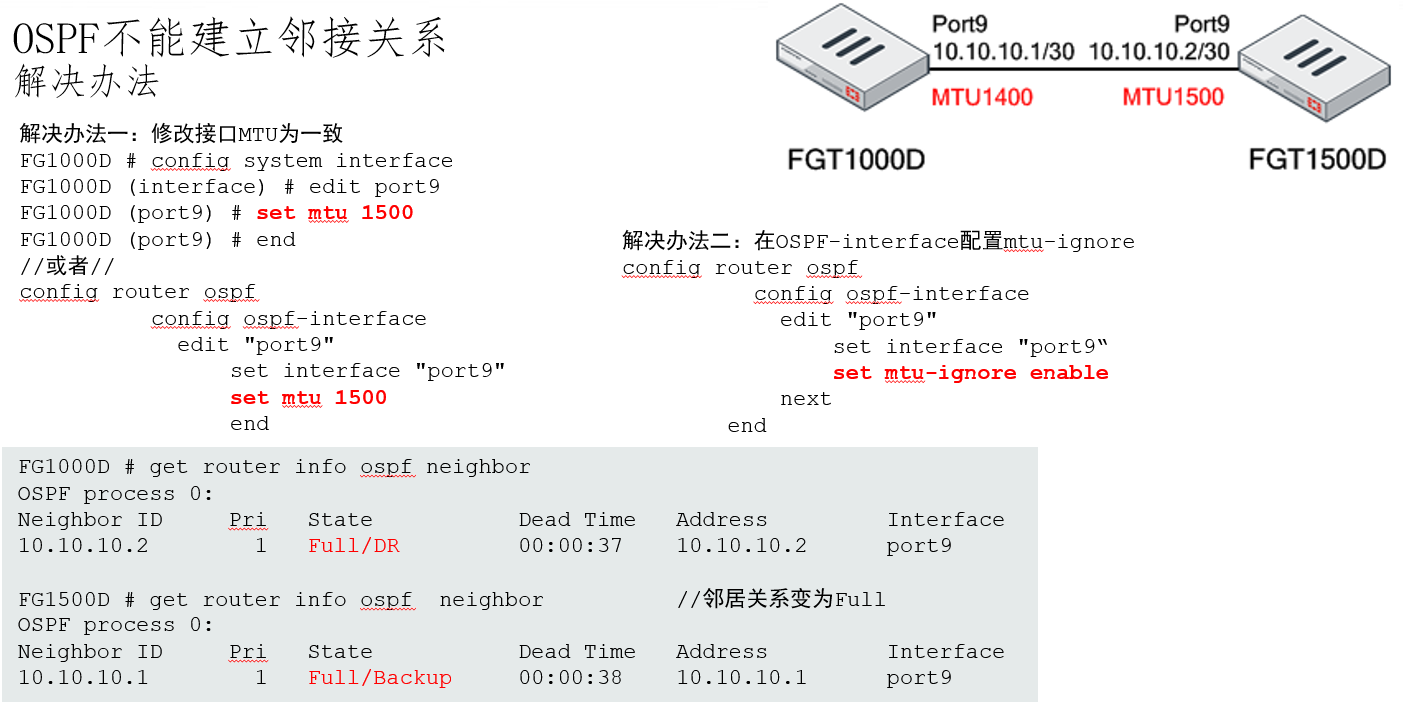 OSPF不能建立邻接关系
解决办法
Port9 Port9
10.10.10.1/30 10.10.10.2/30
MTU1400 MTU1500
FGT1000D FGT1500D
解决办法一：修改接口MTU为一致
FG1000D # config system interface
FG1000D (interface) # edit port9
FG1000D (port9) # set mtu 1500
FG1000D (port9) # end
//或者//
config router ospf
config ospf-interface
edit "port9"
set interface "port9"
set mtu 1500
end
解决办法二：在OSPF-interface配置mtu-ignore
config router ospf
config ospf-interface
edit "port9"
set interface "port9“
set mtu-ignore enable
next
end
FG1000D # get router info ospf neighbor
OSPF process 0:
Neighbor ID Pri State Dead Time Address Interface
10.10.10.2 1 Full/DR 00:00:37 10.10.10.2 port9
FG1500D # get router info ospf neighbor //邻居关系变为Full
OSPF process 0:
Neighbor ID Pri State Dead Time Address Interface
10.10.10.1 1 Full/Backup 00:00:38 10.10.10.1 port9